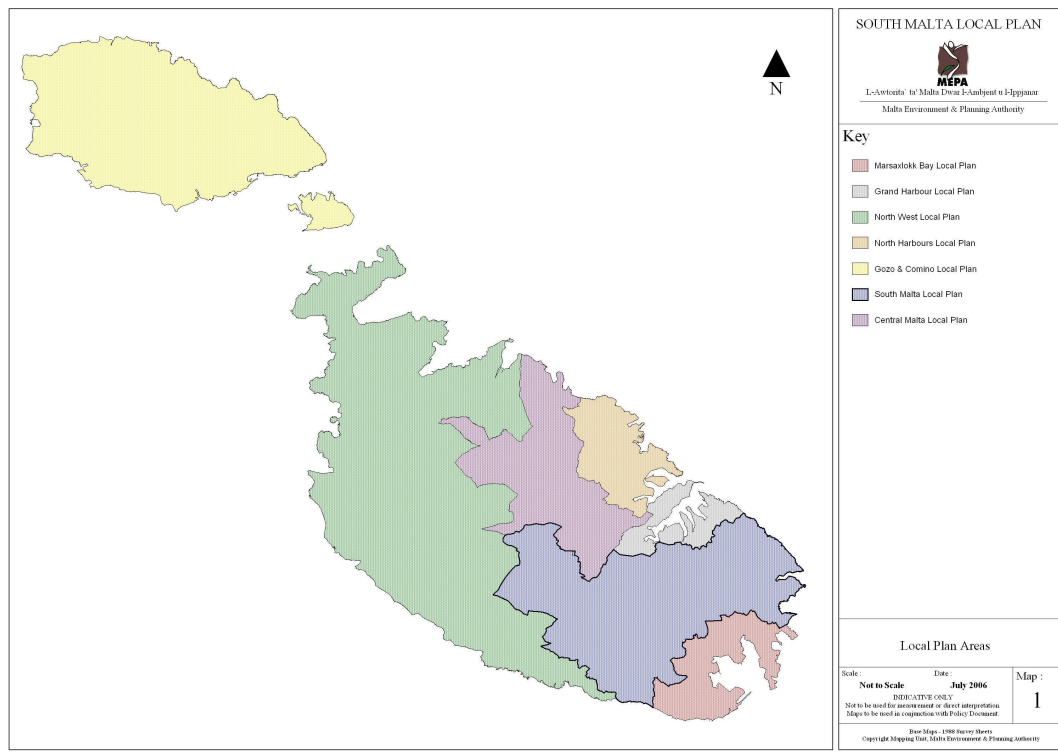 N
SOUTH MALTA LOCAL PLAN
MEPA
L-Awtorita` ta' Malta Dwar l-Ambjent u l-Ippjanar
Malta Environment & Planning Authority
Key
Marsaxlokk Bay Local Plan
Grand Harbour Local Plan
North West Local Plan
North Harbours Local Plan
Gozo & Comino Local Plan
South Malta Local Plan
Central Malta Local Plan
Local Plan Areas
Scale :
Not to Scale
Date :
July 2006
INDICATIVE ONLY
Not to be used for measurement or direct interpretation.
Maps to be used in conjunction with Policy Document.
Map :
1
Base Maps - 1988 Survey Sheets
Copyright Mapping Unit, Malta Environment & Planning Authority